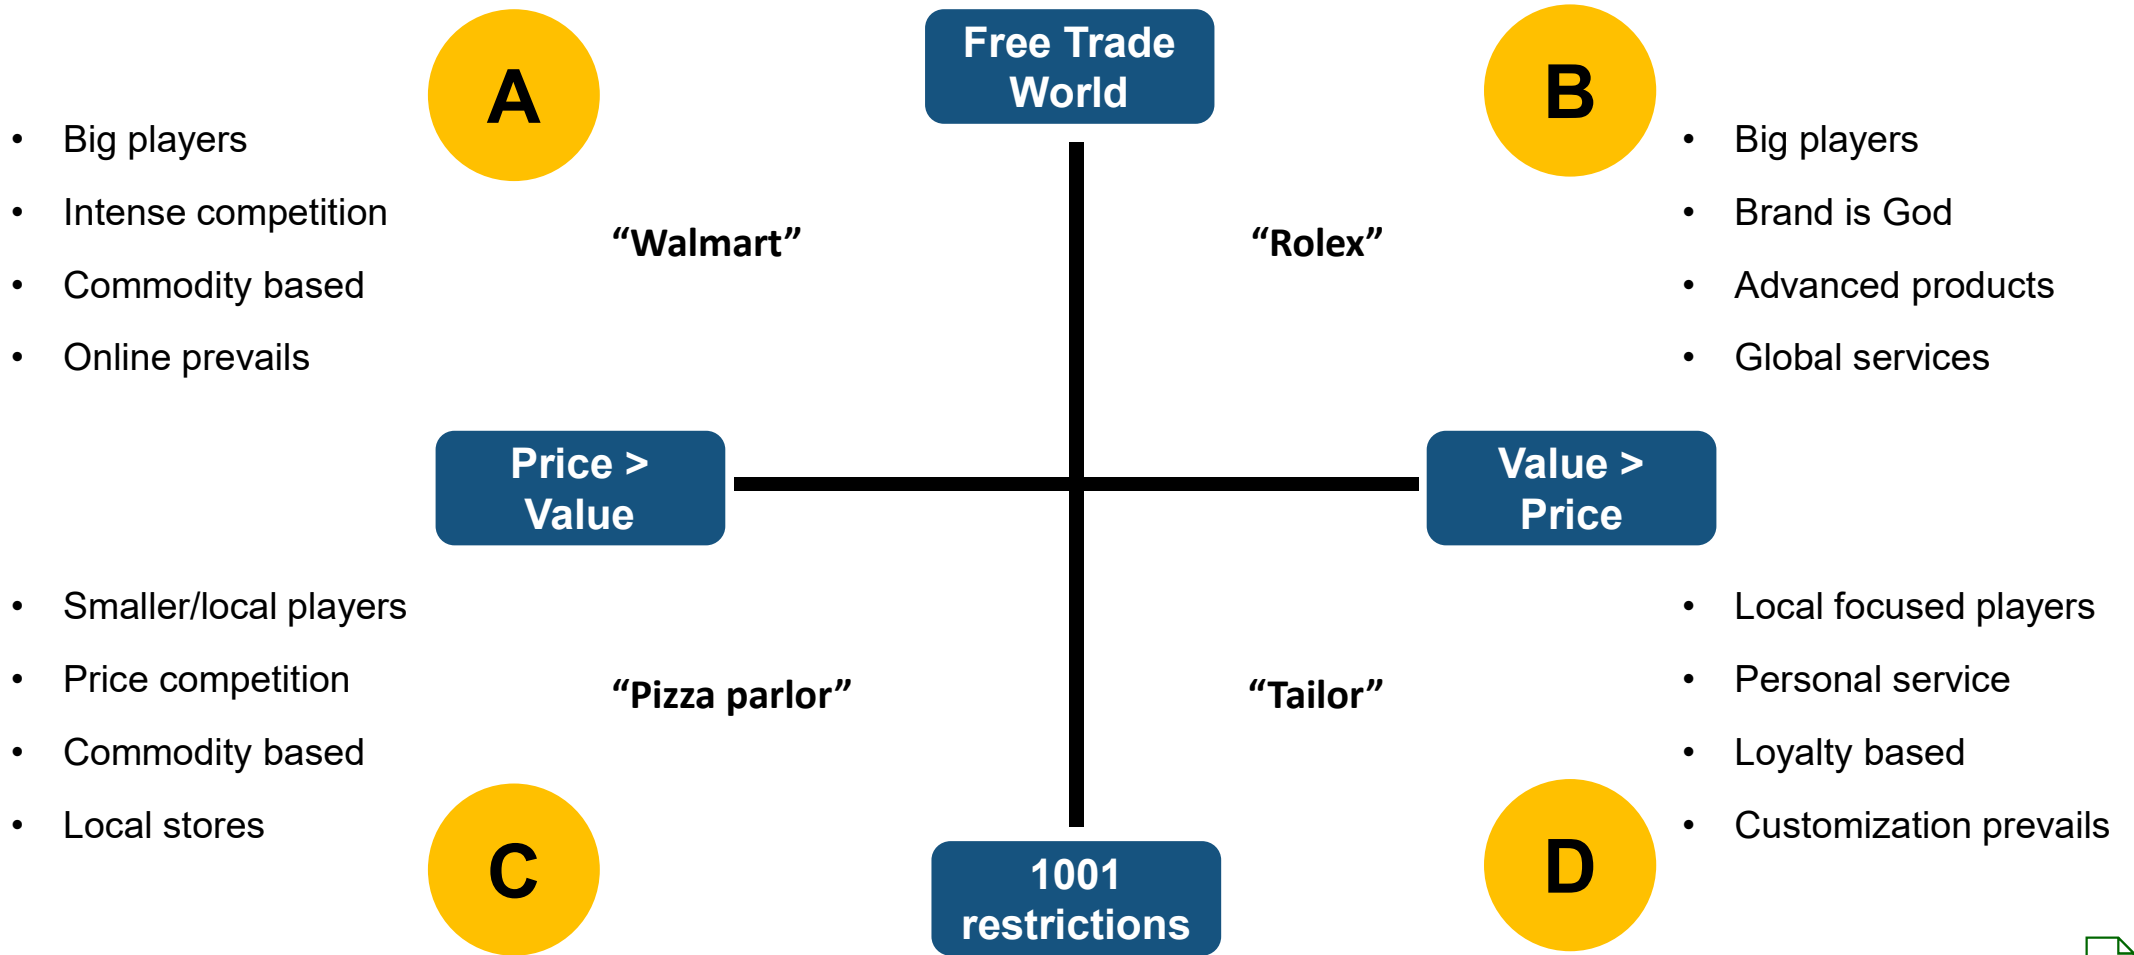 A
Free Trade
World
B
• Big players
• Intense competition
• Commodity based
• Online prevails
“Walmart”
“Rolex”
• Big players
• Brand is God
• Advanced products
• Global services
Price >
Value
Value >
Price
• Smaller/local players
• Price competition
• Commodity based
• Local stores
“Pizza parlor”
“Tailor”
• Local focused players
• Personal service
• Loyalty based
• Customization prevails
C
1001
restrictions
D